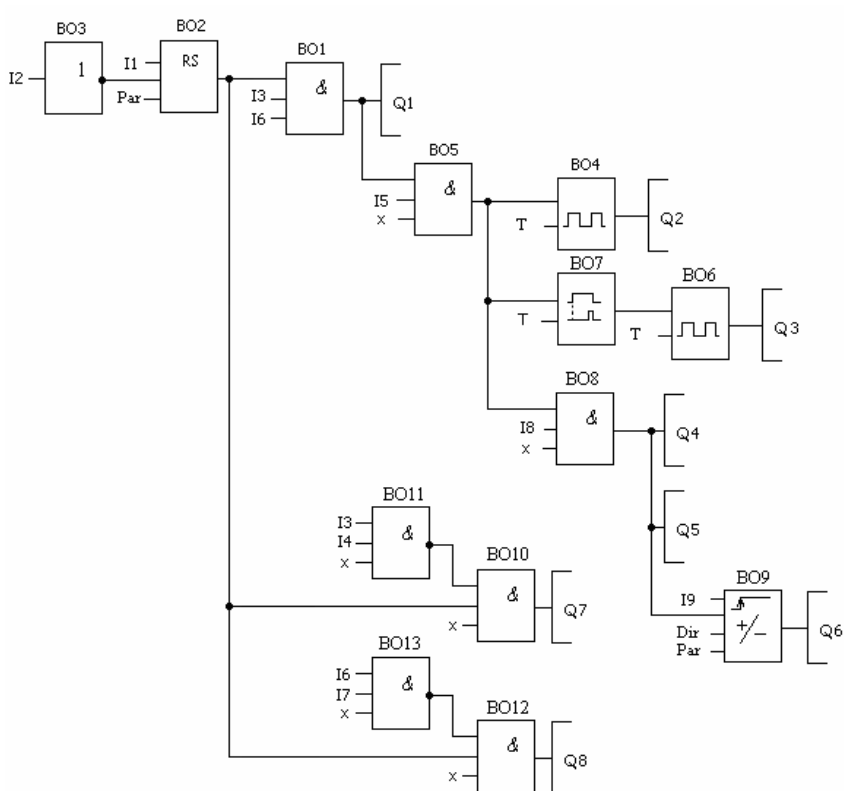 BO3
1
I2
BO2
RS
I1
Par
BO1
&
I3
I6
Q1
BO5
&
I5
x
BO4
T
Q2
BO7
T
BO6
T
Q3
BO8
&
I8
x
Q4
Q5
BO11
&
I3
I4
x
BO10
&
x
Q7
BO9
I9
+/−
Dir
Par
Q6
BO13
&
I6
I7
x
BO12
&
x
Q8